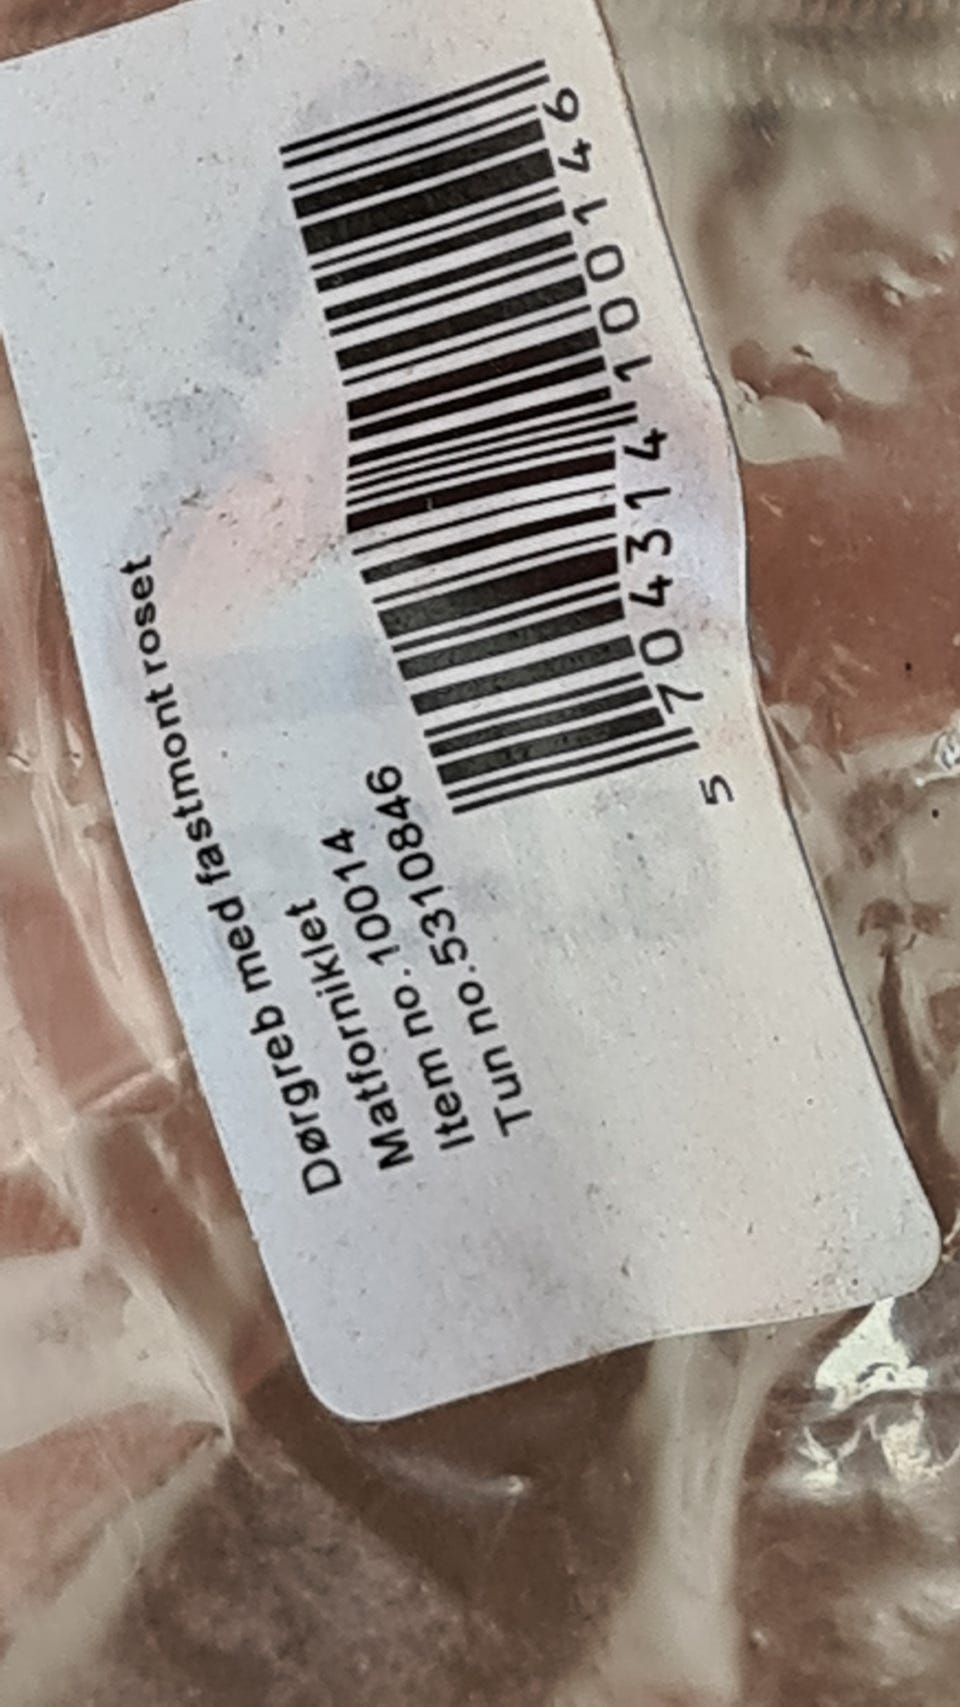 Dørgreb med fastmont roset
Matforniklet
Item no.10014
Tun no.5310846
5 704314 100146